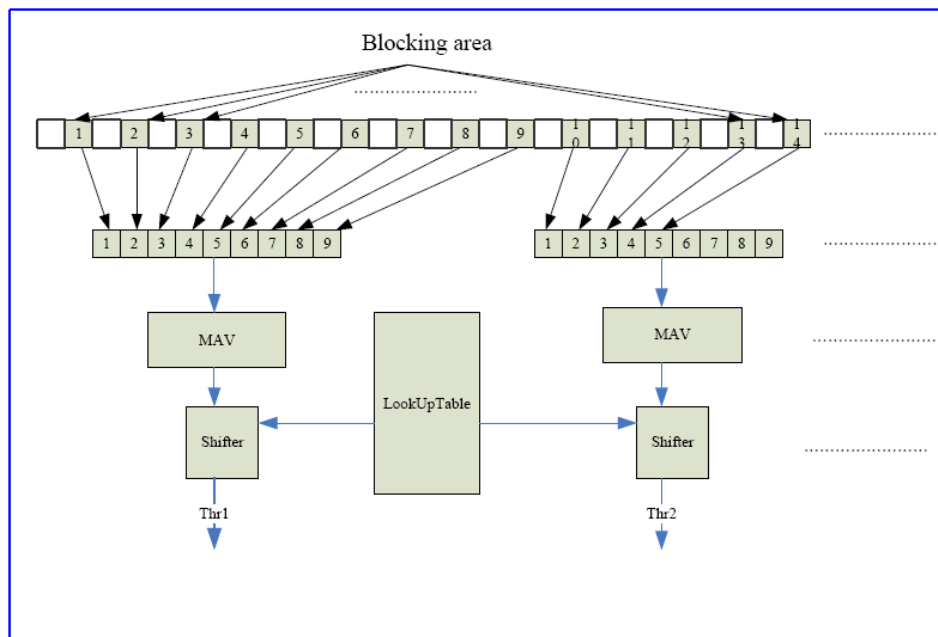 Blocking area
........................
1 2 3 4 5 6 7 8 9 10 11 12 13 14 ........................
1 2 3 4 5 6 7 8 9 1 2 3 4 5 6 7 8 9 ........................
MAV MAV ........................
LookUpTable
Shifter Shifter ........................
Thr1 Thr2